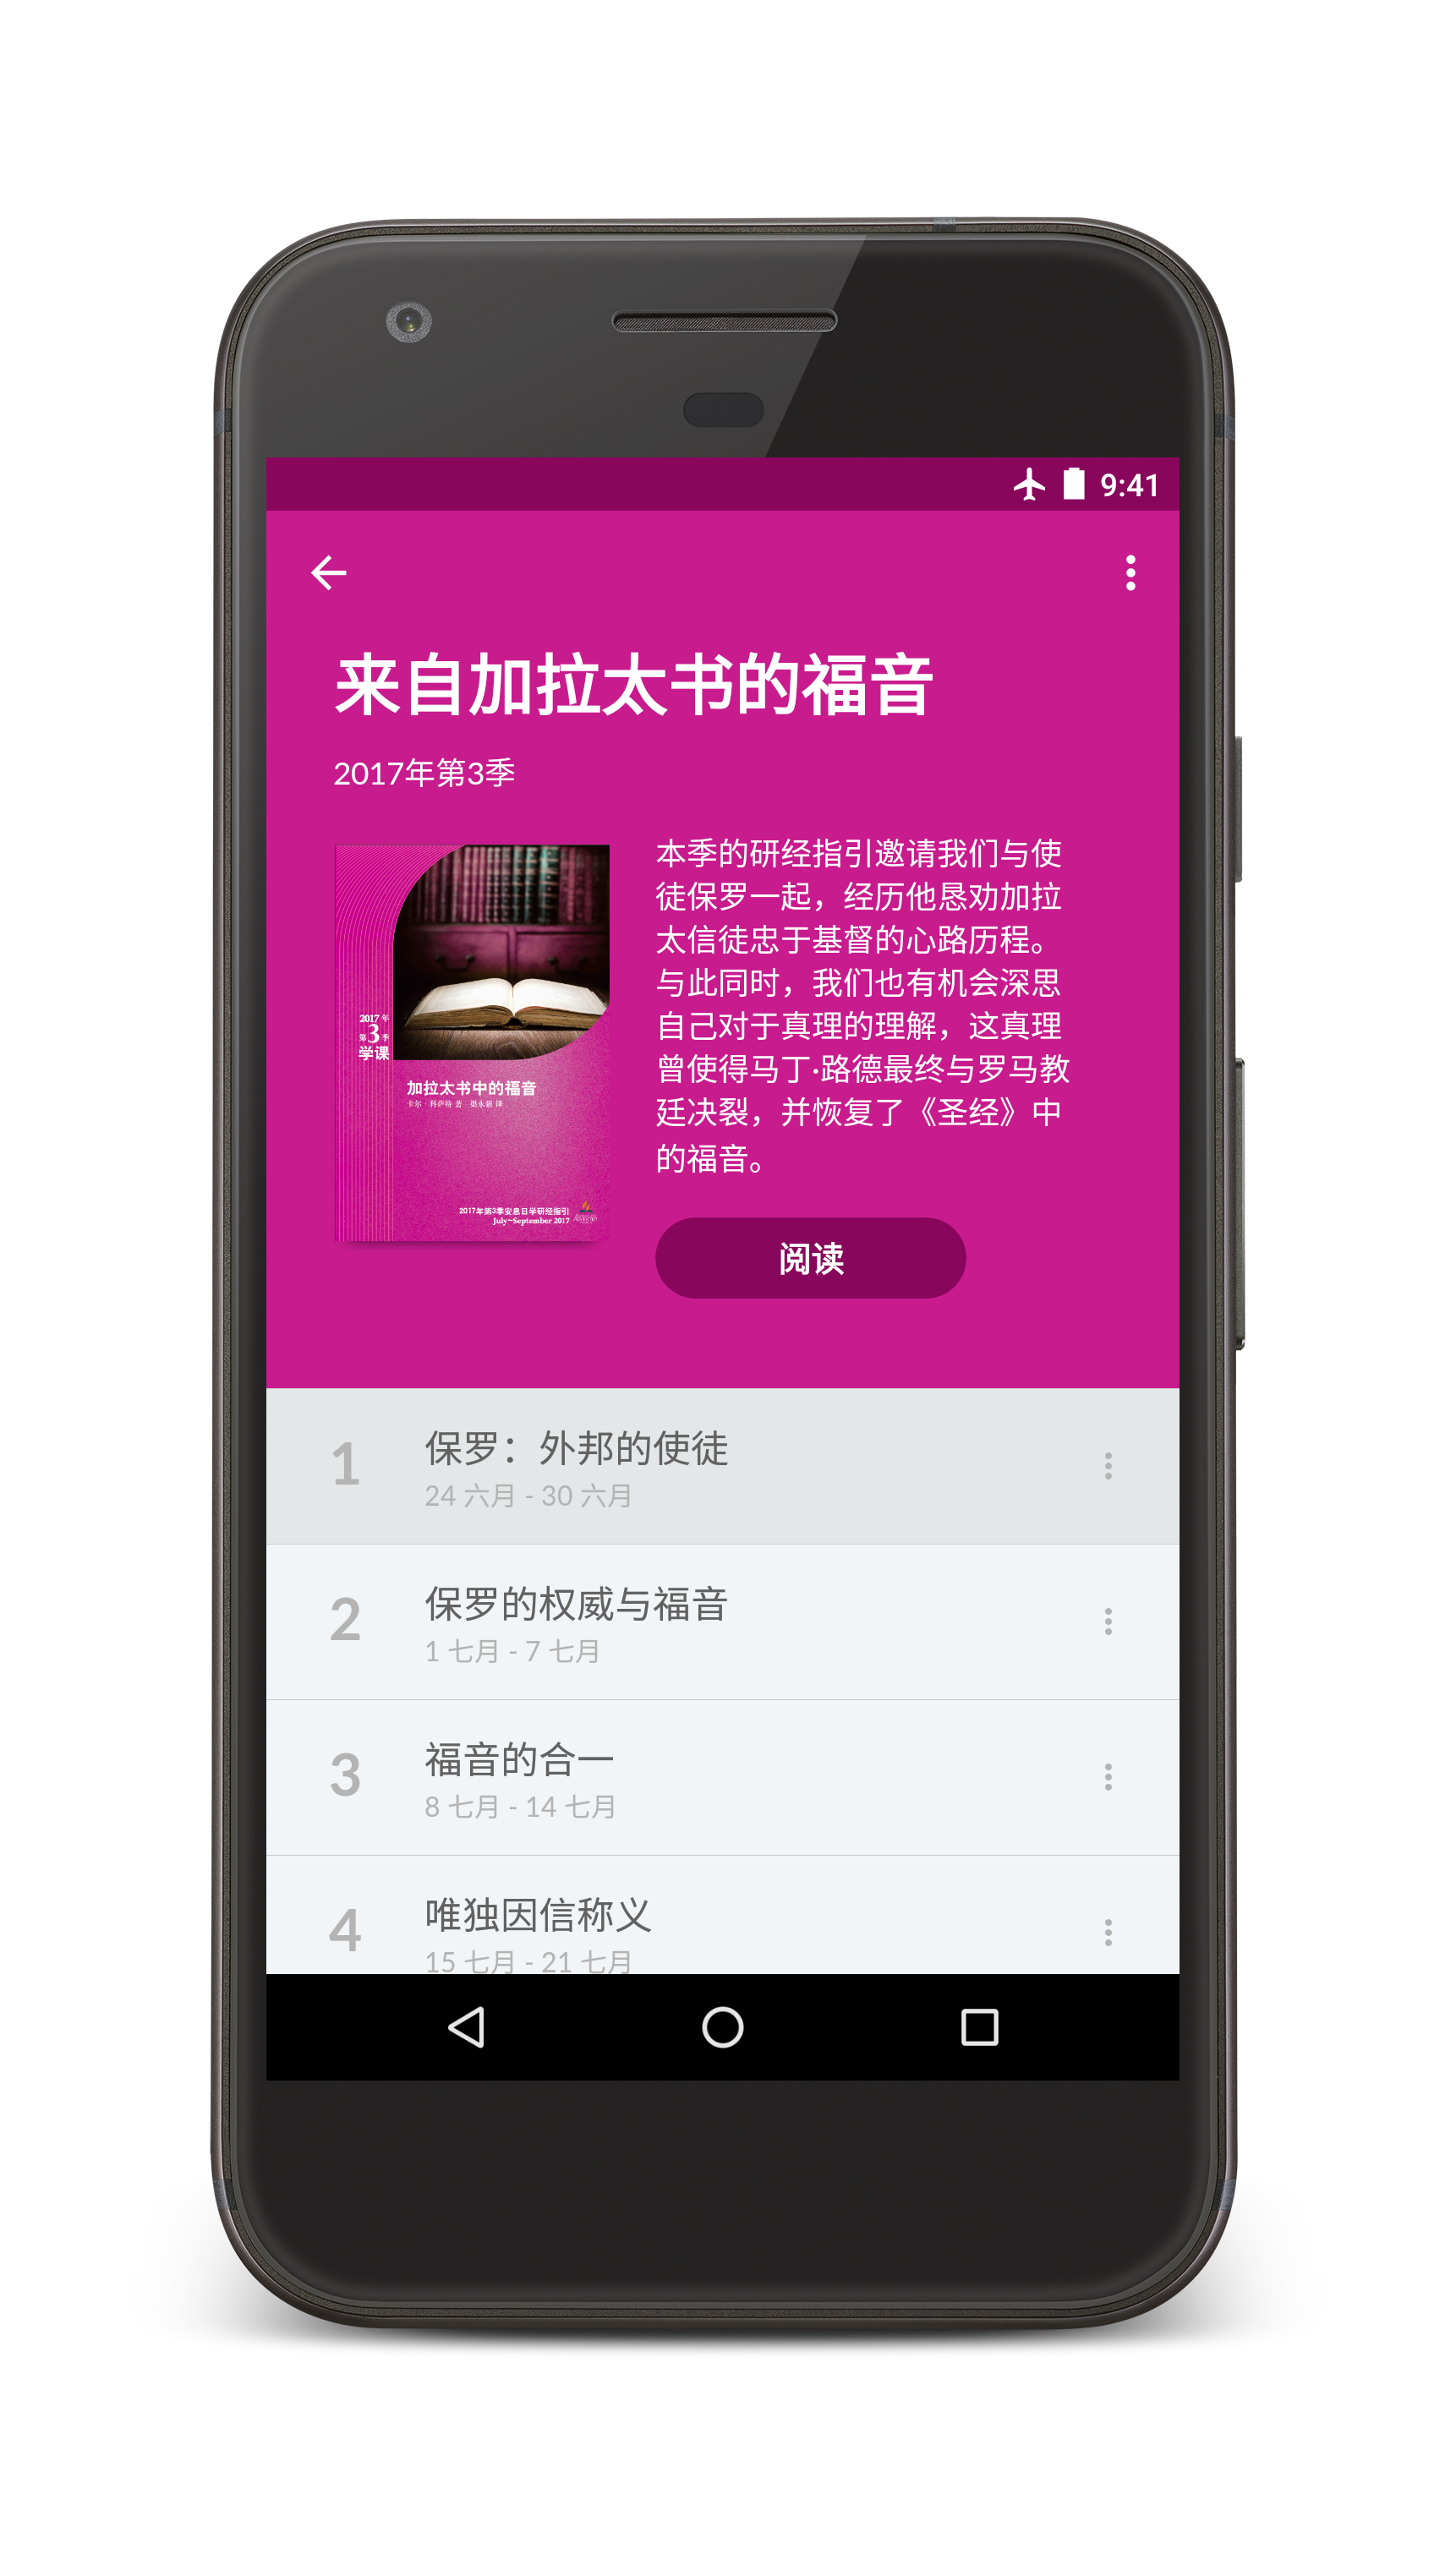 9:41
来自加拉太书的福音
2017年第3季
本季的研经指引邀请我们与使
徒保罗一起，经历他恳劝加拉
太信徒忠于基督的心路历程。
与此同时，我们也有机会深思
自己对于真理的理解，这真理
曾使得马丁·路德最终与罗马教
廷决裂，并恢复了《圣经》中
的福音。
阅读
2017 年
第3季
学课
加拉太书中的福音
卡尔·科萨特 著
2017年第3季安息日学研经指引
July~September 2017
1
保罗：外邦的使徒
24 六月 - 30 六月
2
保罗的权威与福音
1 七月 - 7 七月
3
福音的合一
8 七月 - 14 七月
4
唯独因信称义
15 七月 - 21 七月